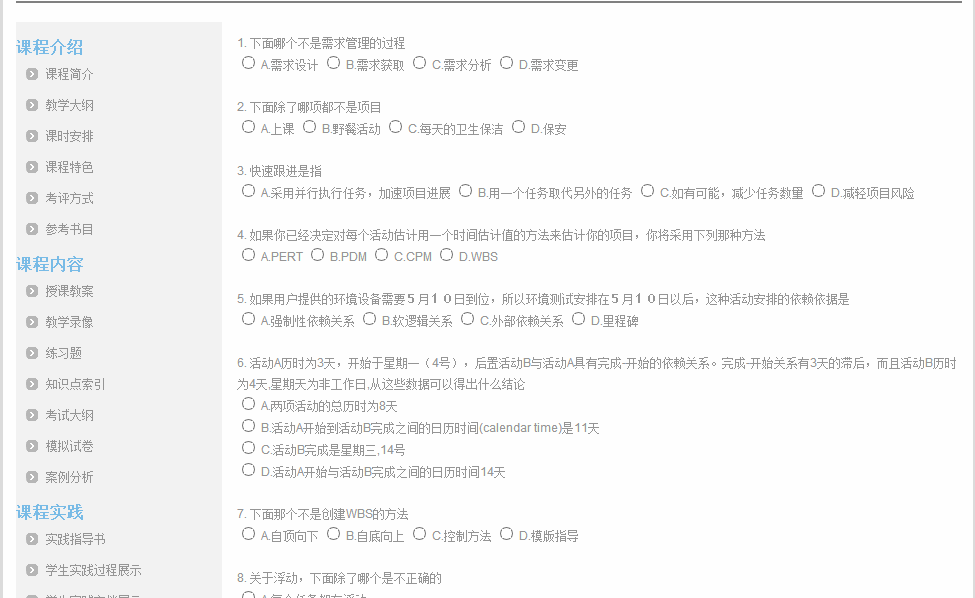 课程介绍
课程简介
教学大纲
课时安排
课程特色
考评方式
参考书目
课程内容
授课教案
教学录像
练习题
知识点索引
考试大纲
模拟试卷
案例分析
课程实践
实践指导书
学生实践过程展示
1. 下面哪个不是需求管理的过程
A.需求设计 B.需求获取 C.需求分析 D.需求变更
2. 下面除了哪项都不是项目
A.上课 B.野餐活动 C.每天的卫生保洁 D.保安
3. 快速跟进是指
A.采用并行执行任务，加速项目进展 B.用一个任务取代另外的任务 C.如有可能，减少任务数量 D.减轻项目风险
4. 如果你已经决定对每个活动估计用一个时间估计值的方法来估计你的项目，你将采用下列那种方法
A.PERT B.PDM C.CPM D.WBS
5. 如果用户提供的环境设备需要５月１０日到位，所以环境测试安排在５月１０日以后，这种活动安排的依赖依据是
A.强制性依赖关系 B.软逻辑关系 C.外部依赖关系 D.里程碑
6. 活动A历时为3天，开始于星期一（4号），后置活动B与活动A具有完成-开始的依赖关系。完成-开始关系有3天的滞后，而且活动B历时
为4天,星期天为非工作日,从这些数据可以得出什么结论
A.两项活动的总历时为8天
B.活动A开始到活动B完成之间的日历时间(calendar time)是11天
C.活动B完成是星期三,14号
D.活动A开始与活动B完成之间的日历时间14天
7. 下面那个不是创建WBS的方法
A.自顶向下 B.自底向上 C.控制方法 D.模版指导
8. 关于浮动，下面除了哪个是不正确的